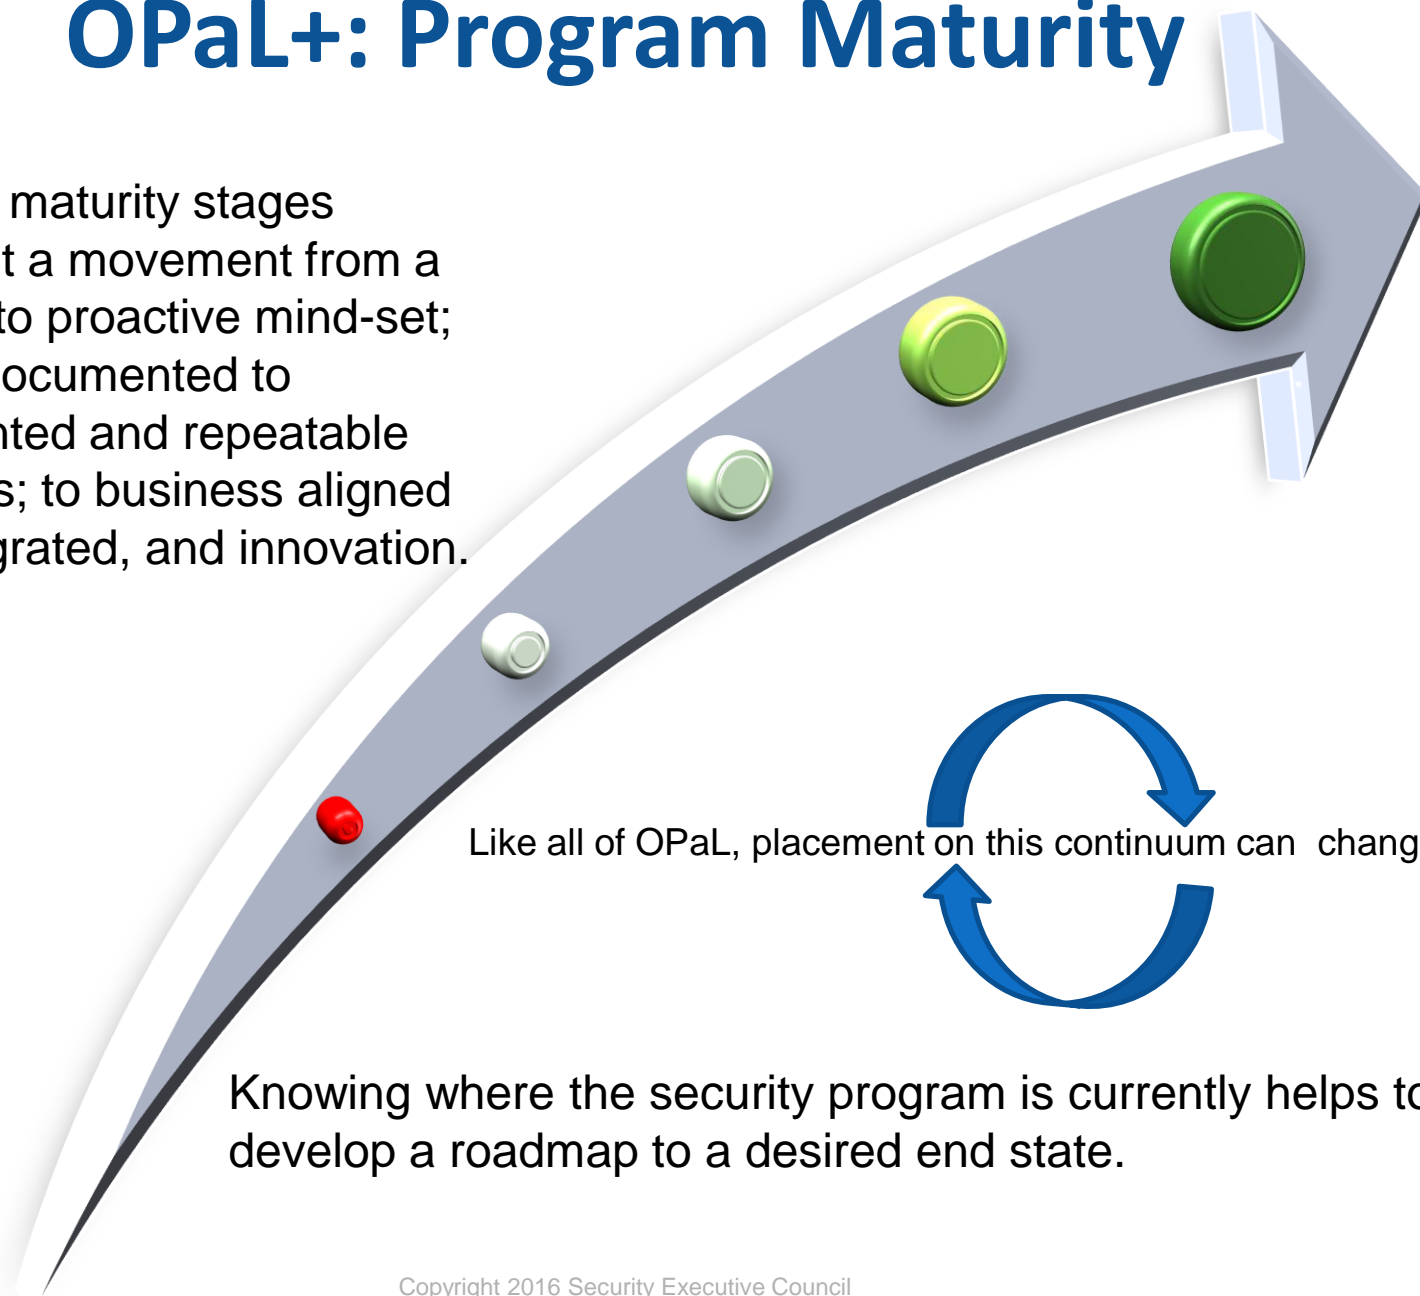 OPaL+: Program Maturity
maturity stages
t a movement from a
to proactive mind-set;
ocumented to
nted and repeatable
s; to business aligned
grated, and innovation.
Like all of OPaL, placement on this continuum can  chang
Knowing where the security program is currently helps to
develop a roadmap to a desired end state.
Copyright 2016 Security Executive Council